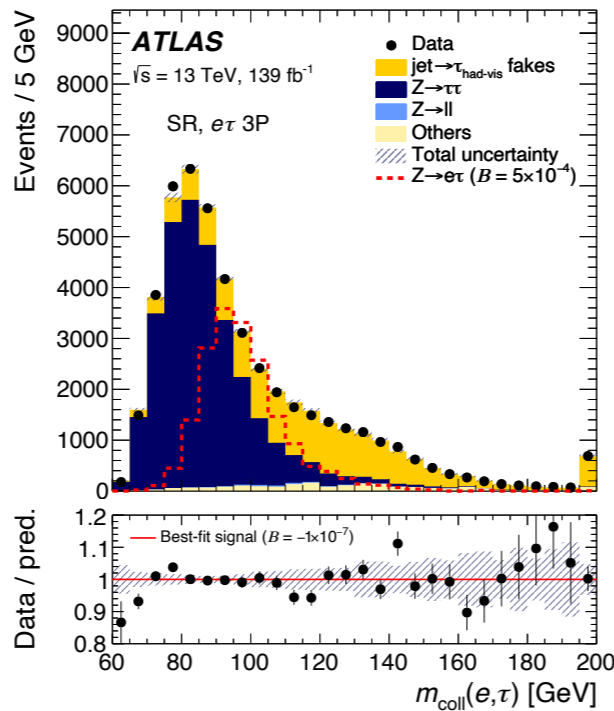 Events / 5 GeV
9000
8000
7000
6000
5000
4000
3000
2000
1000
0
ATLAS
√s = 13 TeV, 139 fb⁻¹
SR, eτ 3P
Data
jet→τhad-vis fakes
Z→ττ
Z→ll
Others
Total uncertainty
Z→eτ (B = 5×10⁻⁴)
Data / pred.
1.2
1.1
1.0
0.9
0.8
Best-fit signal (B = −1×10⁻⁷)
60 80 100 120 140 160 180 200
mcoll(e,τ) [GeV]